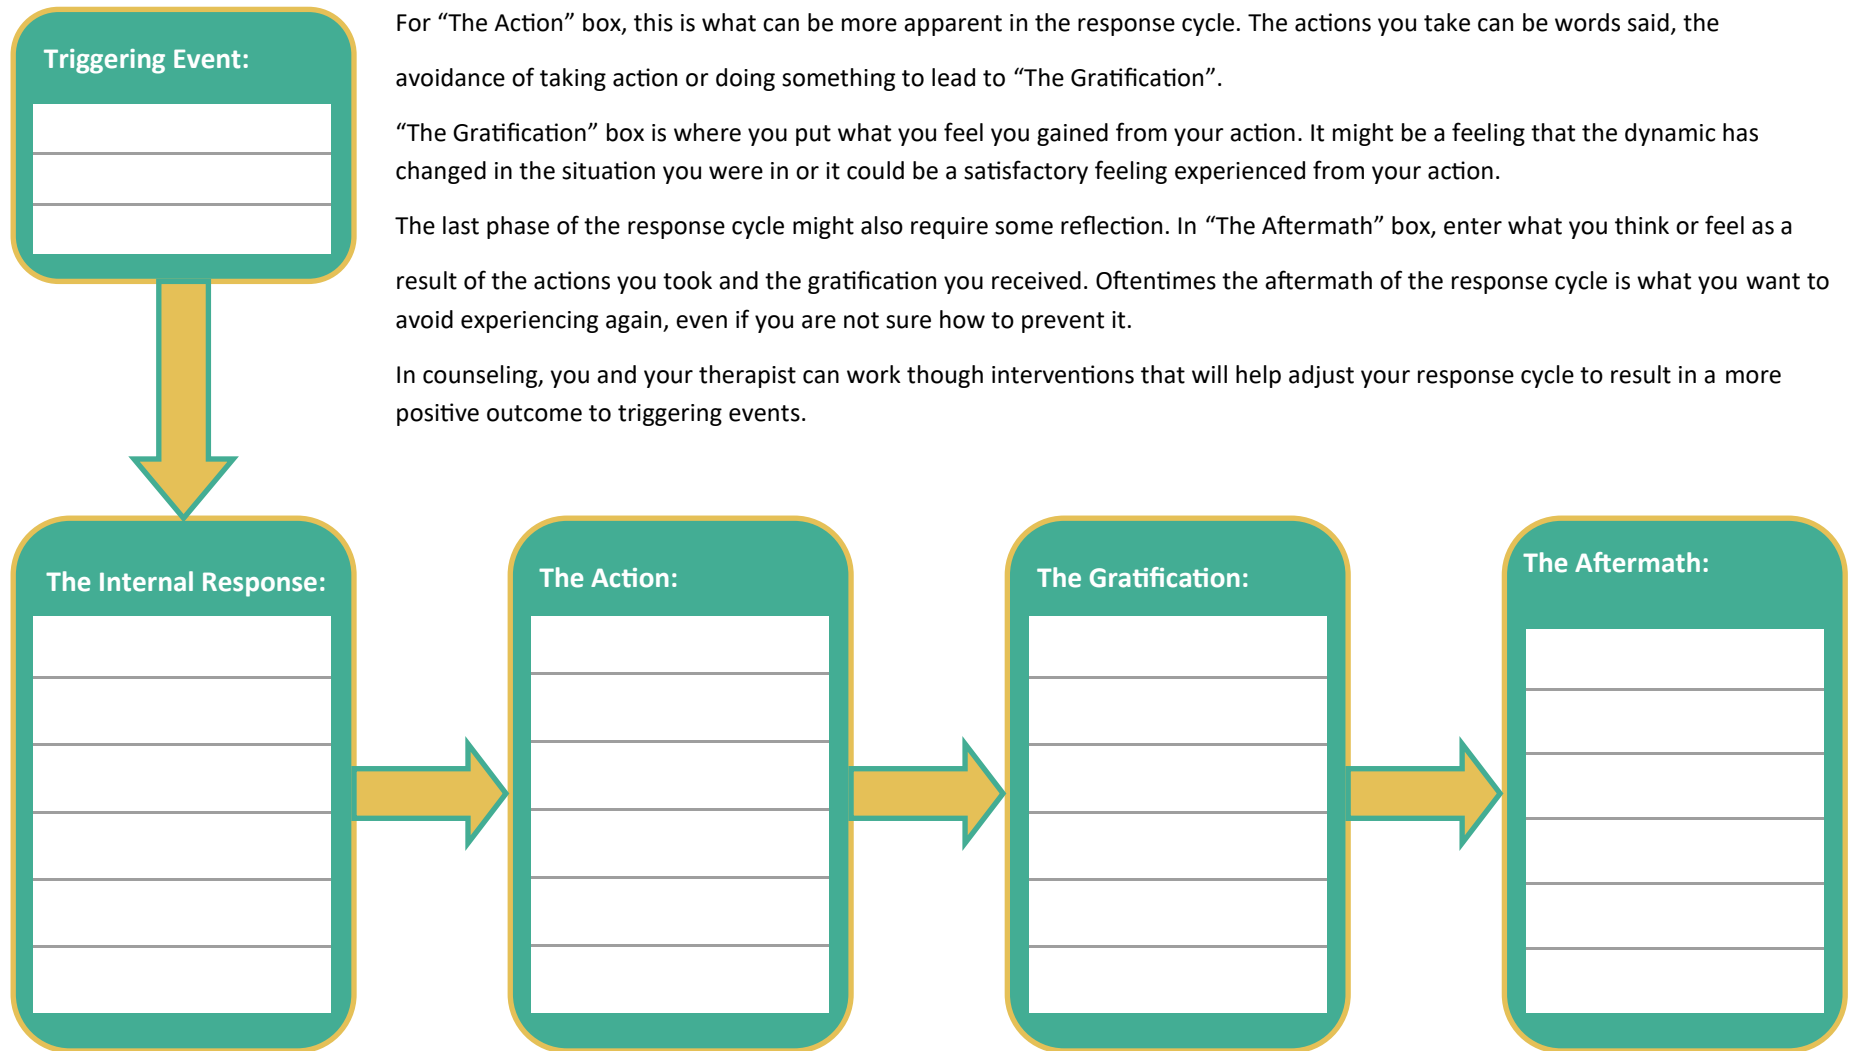 Triggering Event:
For “The Action” box, this is what can be more apparent in the response cycle. The actions you take can be words said, the
avoidance of taking action or doing something to lead to “The Gratification”.
“The Gratification” box is where you put what you feel you gained from your action. It might be a feeling that the dynamic has
changed in the situation you were in or it could be a satisfactory feeling experienced from your action.
The last phase of the response cycle might also require some reflection. In “The Aftermath” box, enter what you think or feel as a
result of the actions you took and the gratification you received. Oftentimes the aftermath of the response cycle is what you want to
avoid experiencing again, even if you are not sure how to prevent it.
In counseling, you and your therapist can work though interventions that will help adjust your response cycle to result in a more
positive outcome to triggering events.
The Internal Response:
The Action:
The Gratification:
The Aftermath: